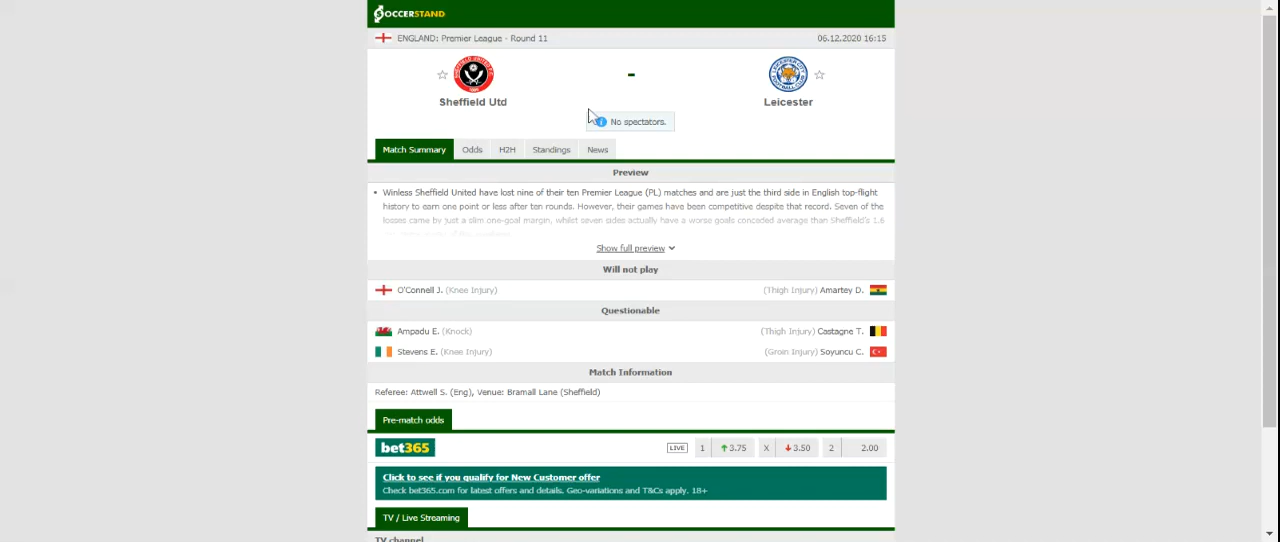 SOCCERSTAND
ENGLAND: Premier League - Round 11 06.12.2020 16:15
-
Sheffield Utd Leicester
No spectators.
Match Summary Odds H2H Standings News
Preview
• Winless Sheffield United have lost nine of their ten Premier League (PL) matches and are just the third side in English top-flight
history to earn one point or less after ten rounds. However, their games have been competitive despite that record. Seven of the
losses came by just a slim one-goal margin, whilst seven sides actually have a worse goals conceded average than Sheffield's 1.6
Show full preview
Will not play
O'Connell J. (Knee Injury) (Thigh Injury) Amartey D.
Questionable
Ampadu E. (Knock) (Thigh Injury) Castagne T.
Stevens E. (Knee Injury) (Groin Injury) Soyuncu C.
Match Information
Referee: Attwell S. (Eng), Venue: Bramall Lane (Sheffield)
Pre-match odds
bet365 LIVE 1 3.75 X 3.50 2 2.00
Click to see if you qualify for New Customer offer
Check bet365.com for latest offers and details. Geo-variations and T&Cs apply. 18+
TV / Live Streaming
TV channel